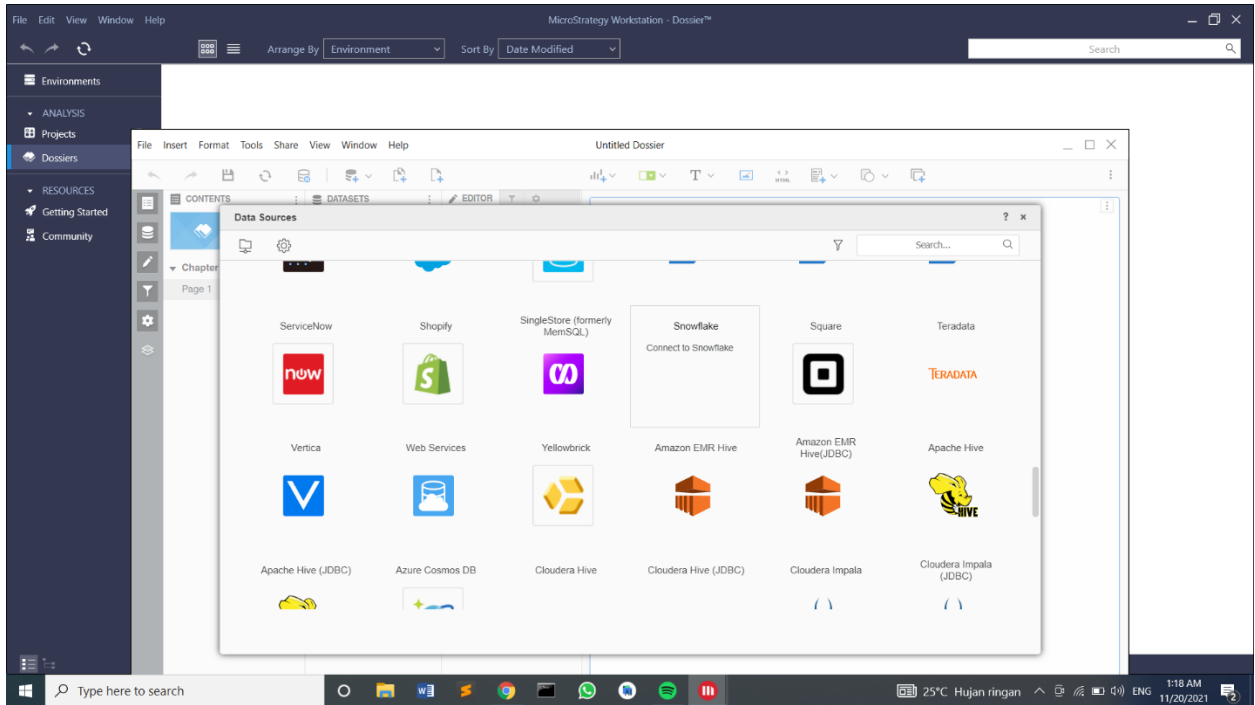 File Edit View Window Help
MicroStrategy Workstation - Dossier™
Arrange By Environment Sort By Date Modified
Search
Environments
ANALYSIS
Projects
Dossiers
RESOURCES
Getting Started
Community
File Insert Format Tools Share View Window Help
Untitled Dossier
T
HTML
CONTENTS
DATASETS
EDITOR
Chapter
Page 1
Data Sources
? ×
Search...
ServiceNow
Shopify
SingleStore (formerly
MemSQL)
Snowflake
Connect to Snowflake
Square
Teradata
now
S
TERADATA
Vertica
Web Services
Yellowbrick
Amazon EMR Hive
Amazon EMR
Hive(JDBC)
Apache Hive
V
HIVE
Apache Hive (JDBC)
Azure Cosmos DB
Cloudera Hive
Cloudera Hive (JDBC)
Cloudera Impala
Cloudera Impala
(JDBC)
Type here to search
25°C Hujan ringan
ENG
1:18 AM
11/20/2021
2